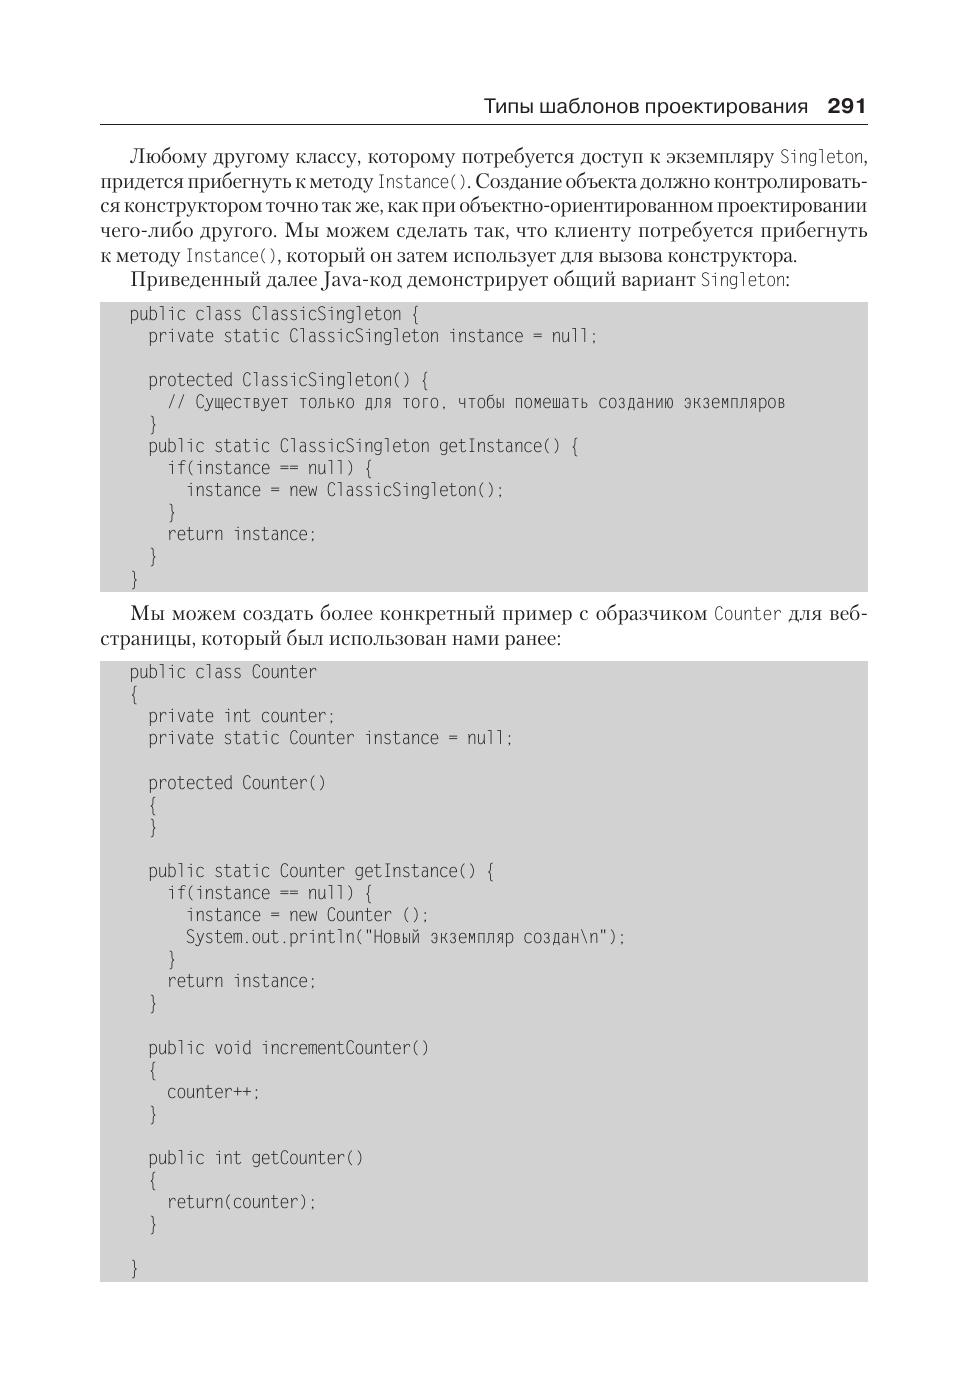 Типы шаблонов проектирования 291
Любому другому классу, которому потребуется доступ к экземпляру Singleton,
придется прибегнуть к методу Instance(). Создание объекта должно контролировать-
ся конструктором точно так же, как при объектно-ориентированном проектировании
чего-либо другого. Мы можем сделать так, что клиенту потребуется прибегнуть
к методу Instance(), который он затем использует для вызова конструктора.
Приведенный далее Java-код демонстрирует общий вариант Singleton:
public class ClassicSingleton {
  private static ClassicSingleton instance = null;
  protected ClassicSingleton() {
    // Существует только для того, чтобы помешать созданию экземпляров
  }
  public static ClassicSingleton getInstance() {
    if(instance == null) {
      instance = new ClassicSingleton();
    }
    return instance;
  }
}
Мы можем создать более конкретный пример с образчиком Counter для веб-
страницы, который был использован нами ранее:
public class Counter
{
  private int counter;
  private static Counter instance = null;
  protected Counter()
  {
  }
  public static Counter getInstance() {
    if(instance == null) {
      instance = new Counter ();
      System.out.println("Новый экземпляр создан\n");
    }
    return instance;
  }
  public void incrementCounter()
  {
    counter++;
  }
  public int getCounter()
  {
    return(counter);
  }
}